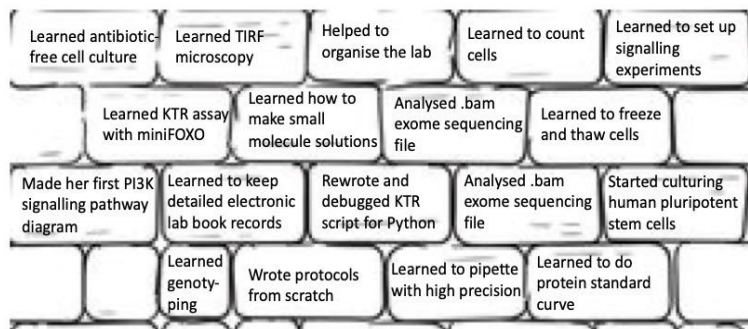 Learned antibiotic-
free cell culture
Learned TIRF
microscopy
Helped to
organise the lab
Learned to count
cells
Learned to set up
signalling
experiments
Learned KTR assay
with miniFOXO
Learned how to
make small
molecule solutions
Analysed .bam
exome sequencing
file
Learned to freeze
and thaw cells
Made her first PI3K
signalling pathway
diagram
Learned to keep
detailed electronic
lab book records
Rewrote and
debugged KTR
script for Python
Analysed .bam
exome sequencing
file
Started culturing
human pluripotent
stem cells
Learned
genoty-
ping
Wrote protocols
from scratch
Learned to pipette
with high precision
Learned to do
protein standard
curve